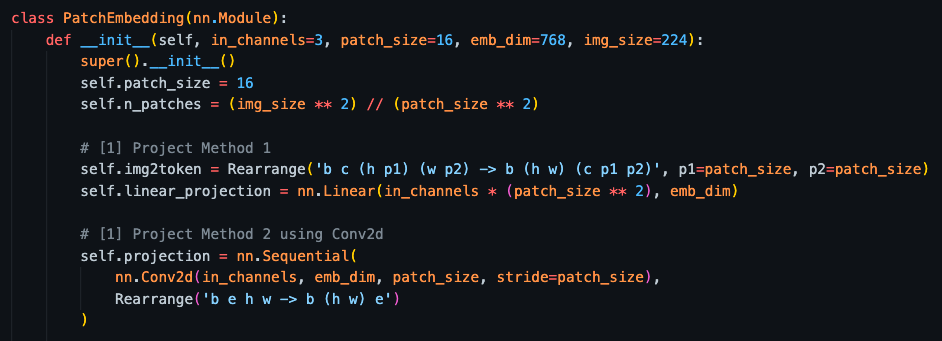 class PatchEmbedding(nn.Module):
    def __init__(self, in_channels=3, patch_size=16, emb_dim=768, img_size=224):
        super().__init__()
        self.patch_size = 16
        self.n_patches = (img_size ** 2) // (patch_size ** 2)

        # [1] Project Method 1
        self.img2token = Rearrange('b c (h p1) (w p2) -> b (h w) (c p1 p2)', p1=patch_size, p2=patch_size)
        self.linear_projection = nn.Linear(in_channels * (patch_size ** 2), emb_dim)

        # [1] Project Method 2 using Conv2d
        self.projection = nn.Sequential(
            nn.Conv2d(in_channels, emb_dim, patch_size, stride=patch_size),
            Rearrange('b e h w -> b (h w) e')
        )